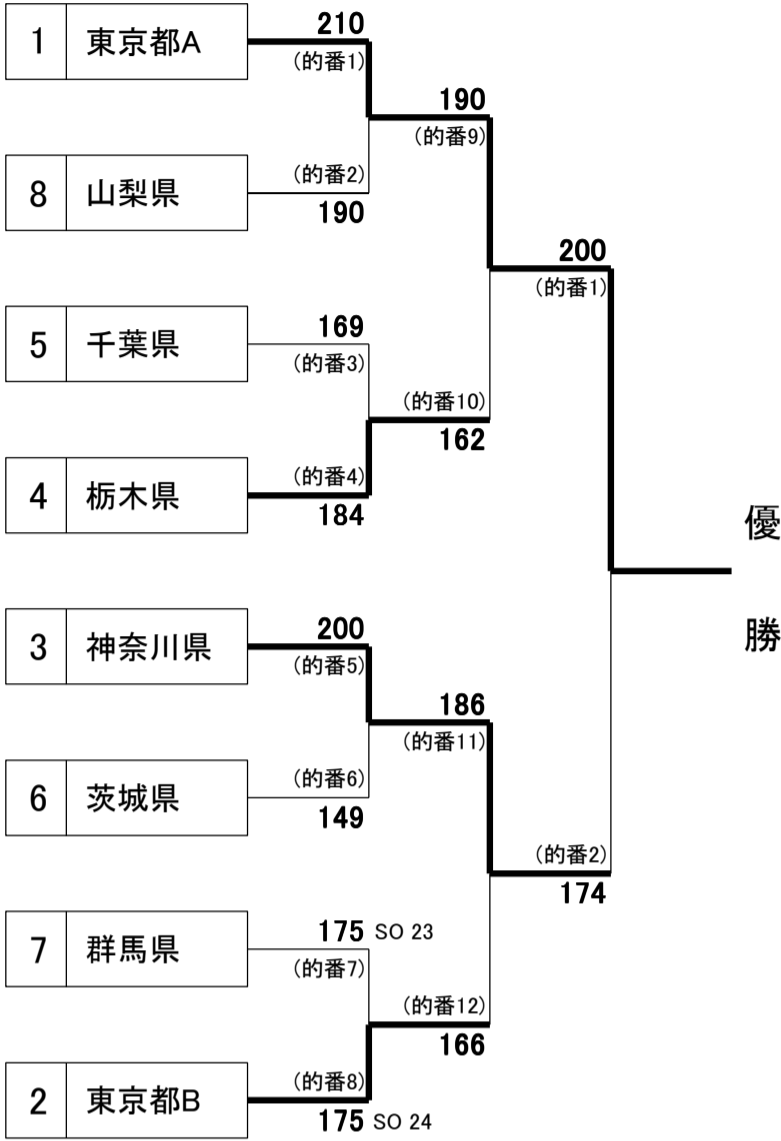 1 東京都A
210
(的番1)
190
(的番9)
(的番2)
190
8 山梨県
200
(的番1)
5 千葉県
169
(的番3)
(的番10)
162
(的番4)
184
4 栃木県
優
勝
3 神奈川県
200
(的番5)
186
(的番11)
(的番6)
149
6 茨城県
(的番2)
174
7 群馬県
175 SO 23
(的番7)
(的番12)
166
(的番8)
175 SO 24
2 東京都B